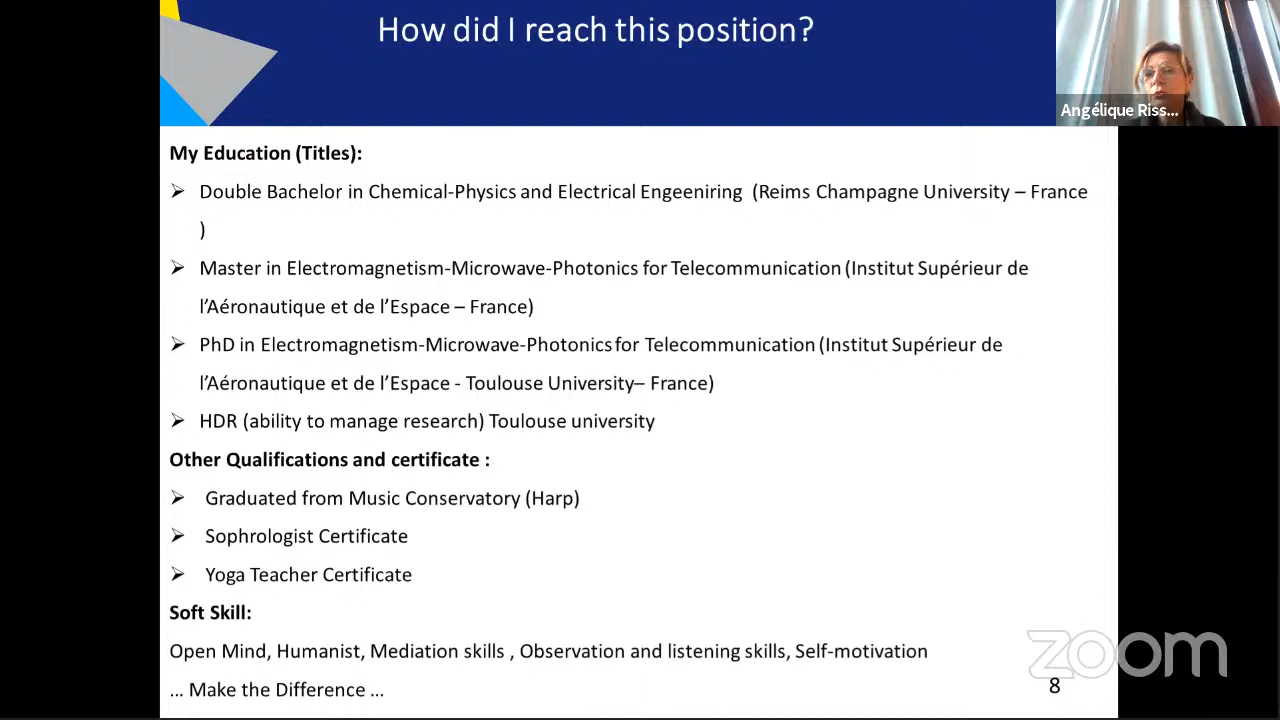 How did I reach this position?
Angélique Riss...
My Education (Titles):
➢ Double Bachelor in Chemical-Physics and Electrical Engeeniring (Reims Champagne University – France
)
➢ Master in Electromagnetism-Microwave-Photonics for Telecommunication (Institut Supérieur de
l’Aéronautique et de l’Espace – France)
➢ PhD in Electromagnetism-Microwave-Photonics for Telecommunication (Institut Supérieur de
l’Aéronautique et de l’Espace - Toulouse University– France)
➢ HDR (ability to manage research) Toulouse university
Other Qualifications and certificate :
➢ Graduated from Music Conservatory (Harp)
➢ Sophrologist Certificate
➢ Yoga Teacher Certificate
Soft Skill:
Open Mind, Humanist, Mediation skills , Observation and listening skills, Self-motivation
... Make the Difference ...
zoom
8